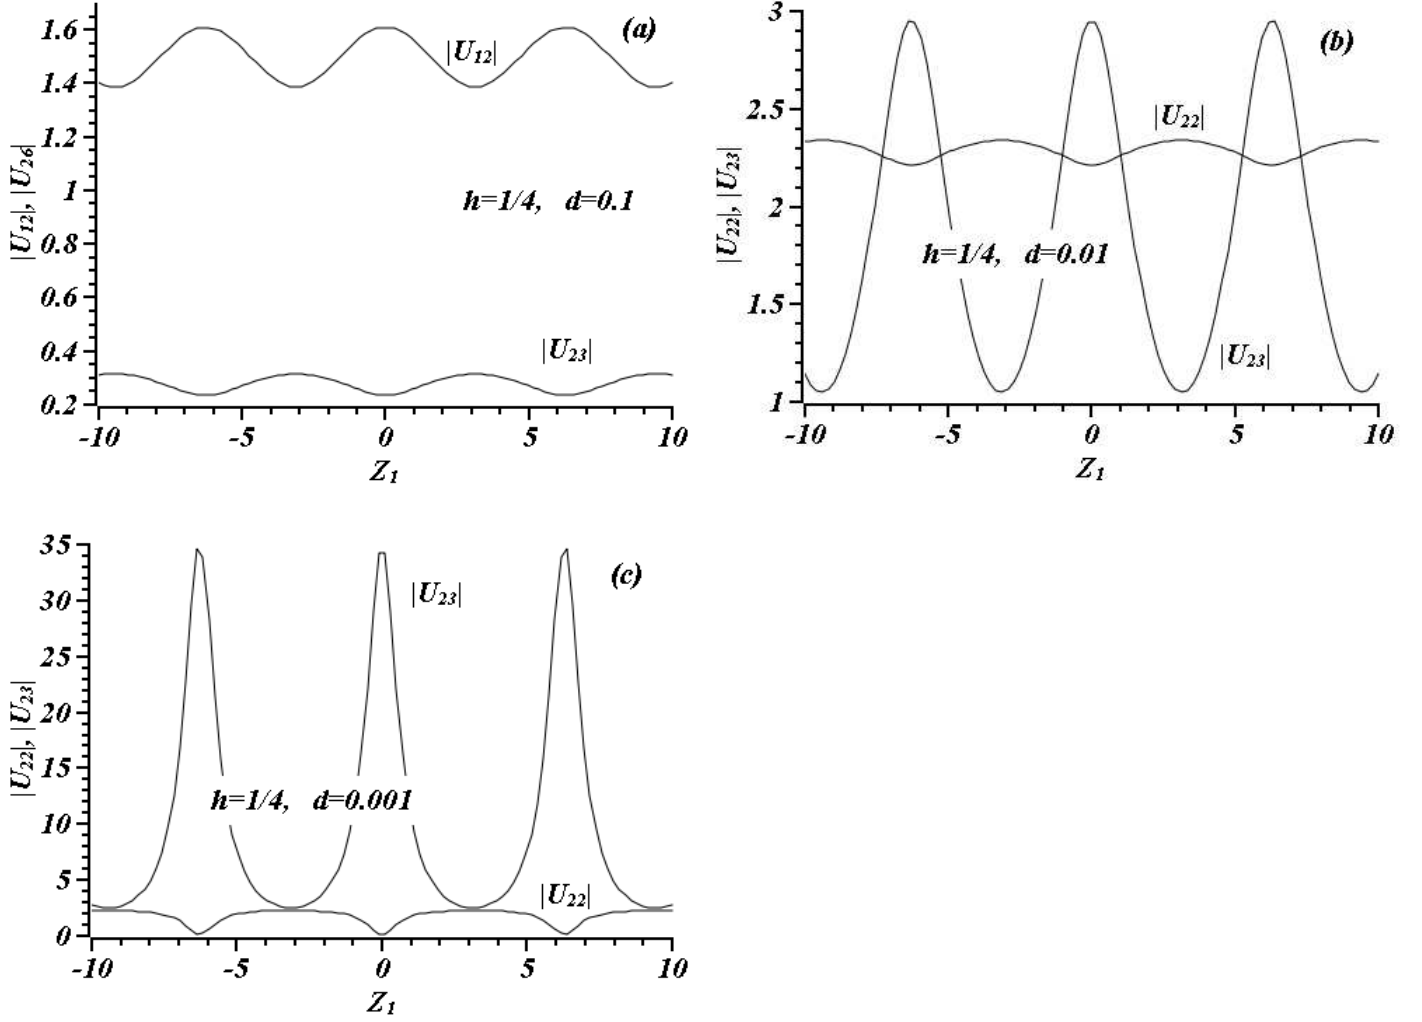 (a)
1.6
|U12|
1.4
1.2
1
h=1/4, d=0.1
0.8
0.6
0.4
|U23|
0.2
-10 -5 0 5 10
Z1
|U12|, |U26|
(b)
3
2.5
|U22|
2
h=1/4, d=0.01
1.5
|U23|
1
-10 -5 0 5 10
Z1
|U22|, |U23|
(c)
35
30
|U23|
25
20
15
h=1/4, d=0.001
10
5
|U22|
0
-10 -5 0 5 10
Z1
|U22|, |U23|